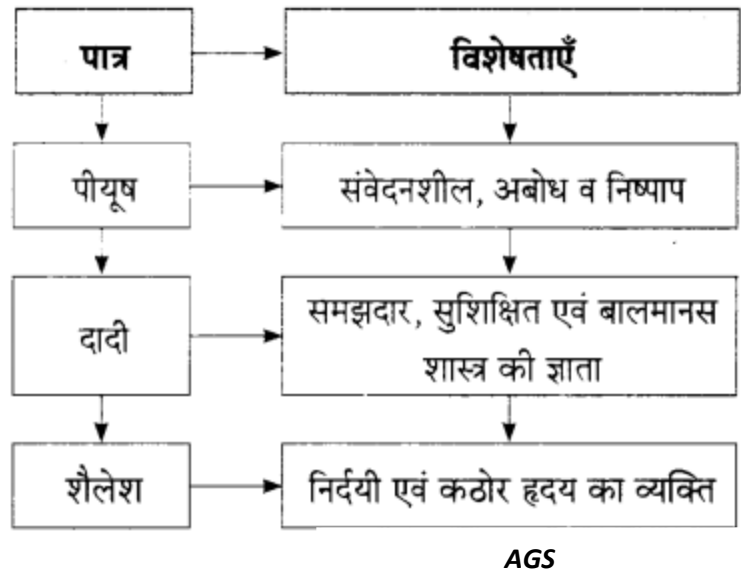 पात्र
विशेषताएँ
पीयूष
संवेदनशील, अबोध व निष्पाप
दादी
समझदार, सुशिक्षित एवं बालमानस
शास्त्र की ज्ञाता
शैलेश
निर्दयी एवं कठोर हृदय का व्यक्ति
AGS